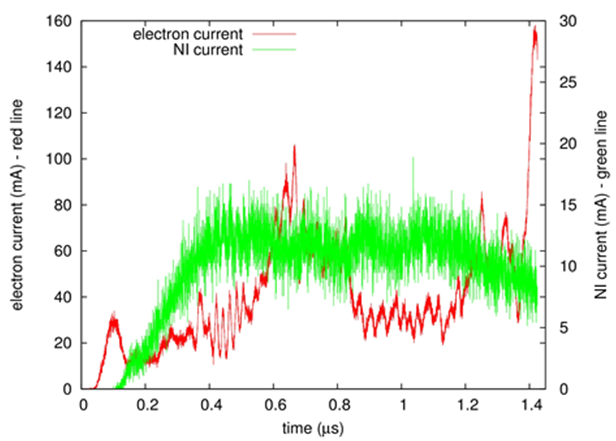 electron current
NI current
160
140
120
100
80
60
40
20
0
30
25
20
15
10
5
0
0 0.2 0.4 0.6 0.8 1 1.2 1.4
time (μs)
electron current (mA) - red line
NI current (mA) - green line